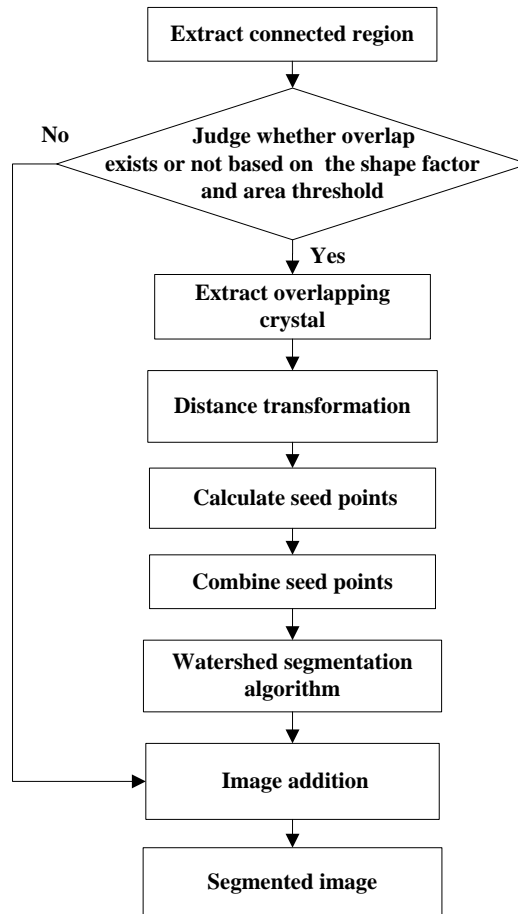 Extract connected region
No
Judge whether overlap
exists or not based on the shape factor
and area threshold
Yes
Extract overlapping
crystal
Distance transformation
Calculate seed points
Combine seed points
Watershed segmentation
algorithm
Image addition
Segmented image